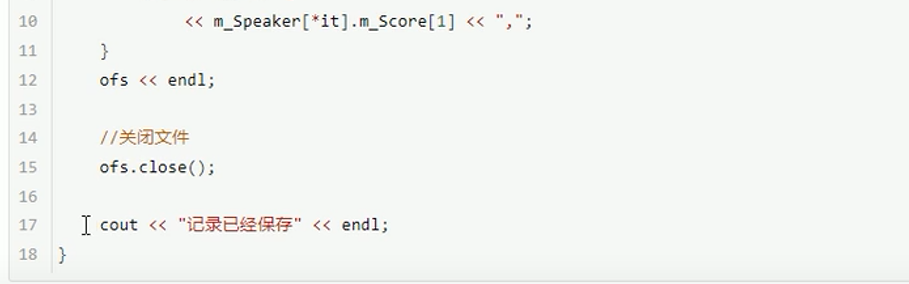 10 << m_Speaker[*it].m_Score[1] << ",";
11 }
12 ofs << endl;
13
14 //关闭文件
15 ofs.close();
16
17 cout << "记录已经保存" << endl;
18 }